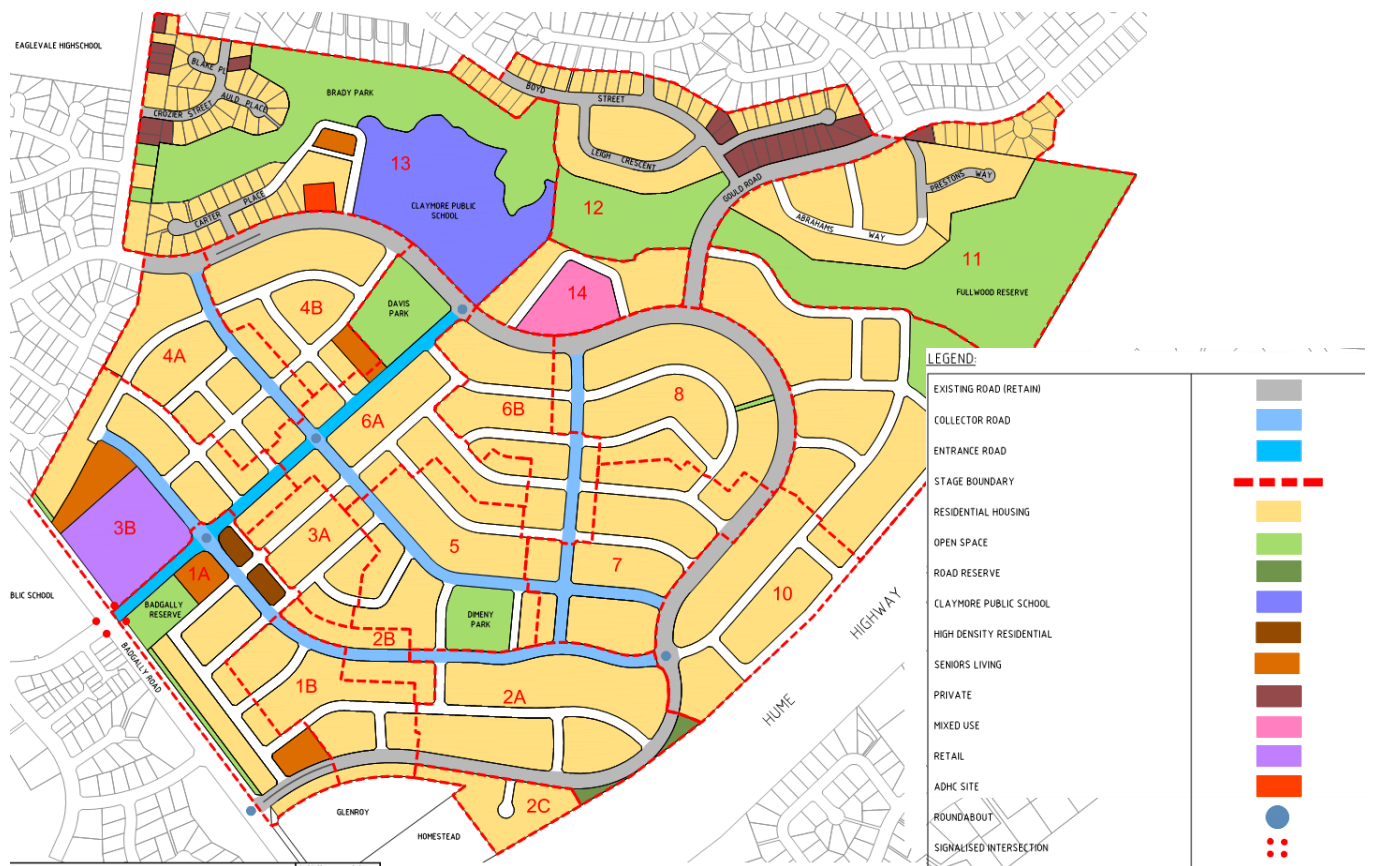 EAGLEVALE HIGHSCHOOL
BLAKE PL
AULD PLACE
CROZIER STREET
BRADY PARK
BOYD
STREET
LEIGH CRESCENT
13
CLAYMORE PUBLIC
SCHOOL
CARTER
PLACE
GOULD ROAD
PRESTONS WAY
ABRAHAMS
WAY
12
11
FULLWOOD RESERVE
14
DAVIS
PARK
4B
4A
6A
6B
8
3B
3A
5
7
1A
BADGALLY
RESERVE
BLIC SCHOOL
BADGALLY ROAD
DIMENY
PARK
2B
1B
2A
10
HUME
HIGHWAY
2C
GLENROY
HOMESTEAD
LEGEND:
EXISTING ROAD (RETAIN)
COLLECTOR ROAD
ENTRANCE ROAD
STAGE BOUNDARY
RESIDENTIAL HOUSING
OPEN SPACE
ROAD RESERVE
CLAYMORE PUBLIC SCHOOL
HIGH DENSITY RESIDENTIAL
SENIORS LIVING
PRIVATE
MIXED USE
RETAIL
ADHC SITE
ROUNDABOUT
SIGNALISED INTERSECTION